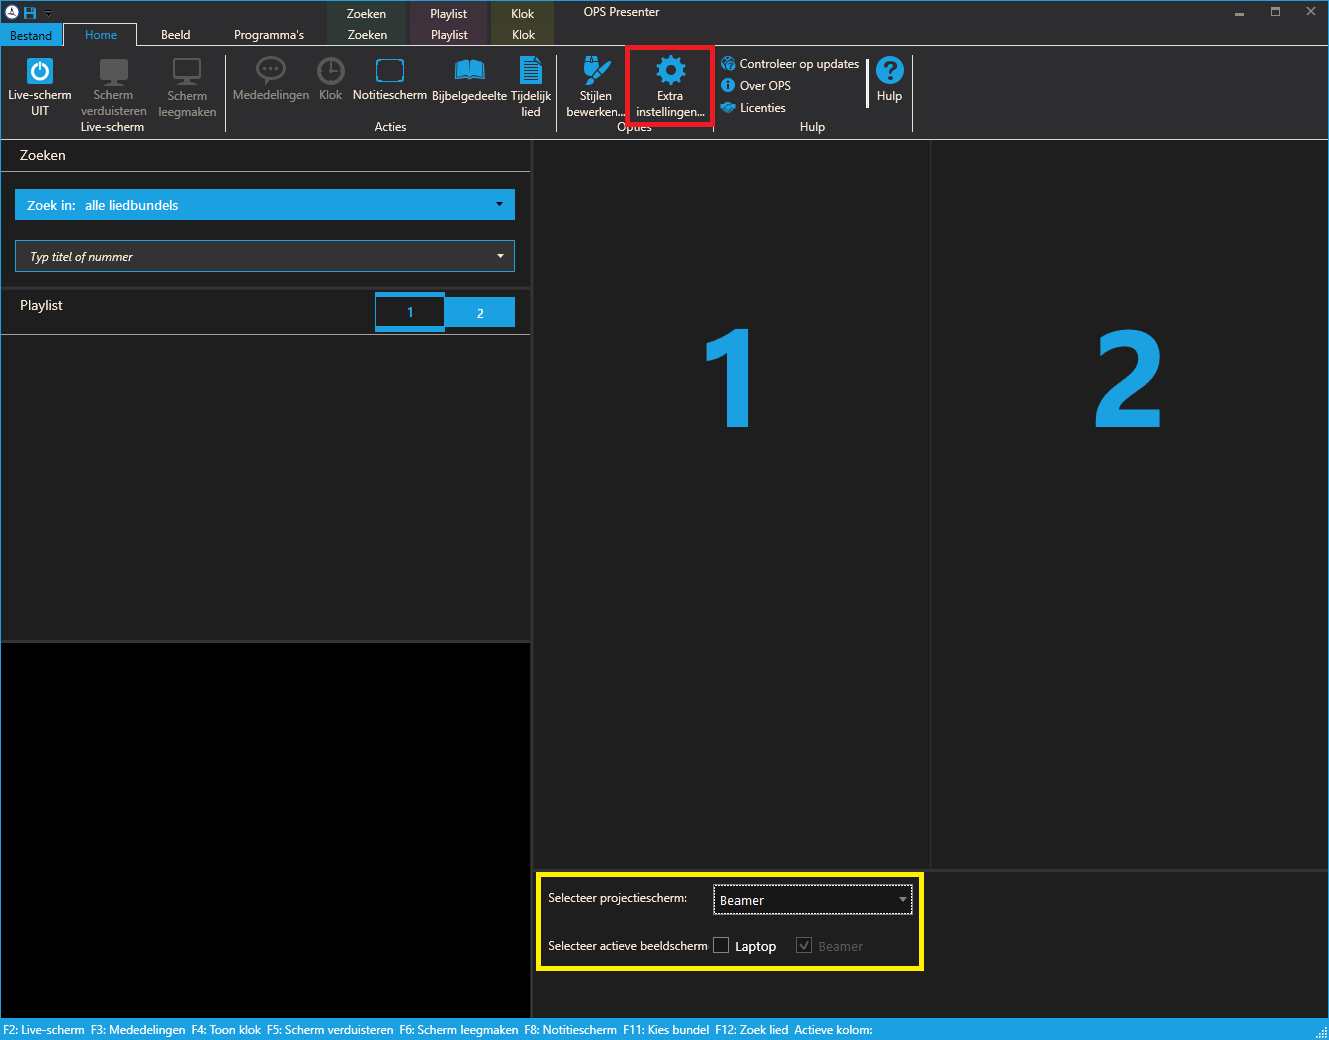 Zoeken Playlist Klok OPS Presenter
Bestand Home Beeld Programma's Zoeken Playlist Klok
Live-scherm UIT
Scherm verduisteren
Scherm leegmaken
Live-scherm
Mededelingen
Klok
Notitiescherm
Bijbelgedeelte
Tijdelijk lied
Acties
Stijlen bewerken...
Extra instellingen...
Opties
Controleer op updates
Over OPS
Licenties
Hulp
Hulp
Zoeken
Zoek in: alle liedbundels
Typ titel of nummer
Playlist
1 2
1
2
Selecteer projectiescherm: Beamer
Selecteer actieve beeldscherm Laptop Beamer
F2: Live-scherm F3: Mededelingen F4: Toon klok F5: Scherm verduisteren F6: Scherm leegmaken F8: Notitiescherm F11: Kies bundel F12: Zoek lied Actieve kolom: